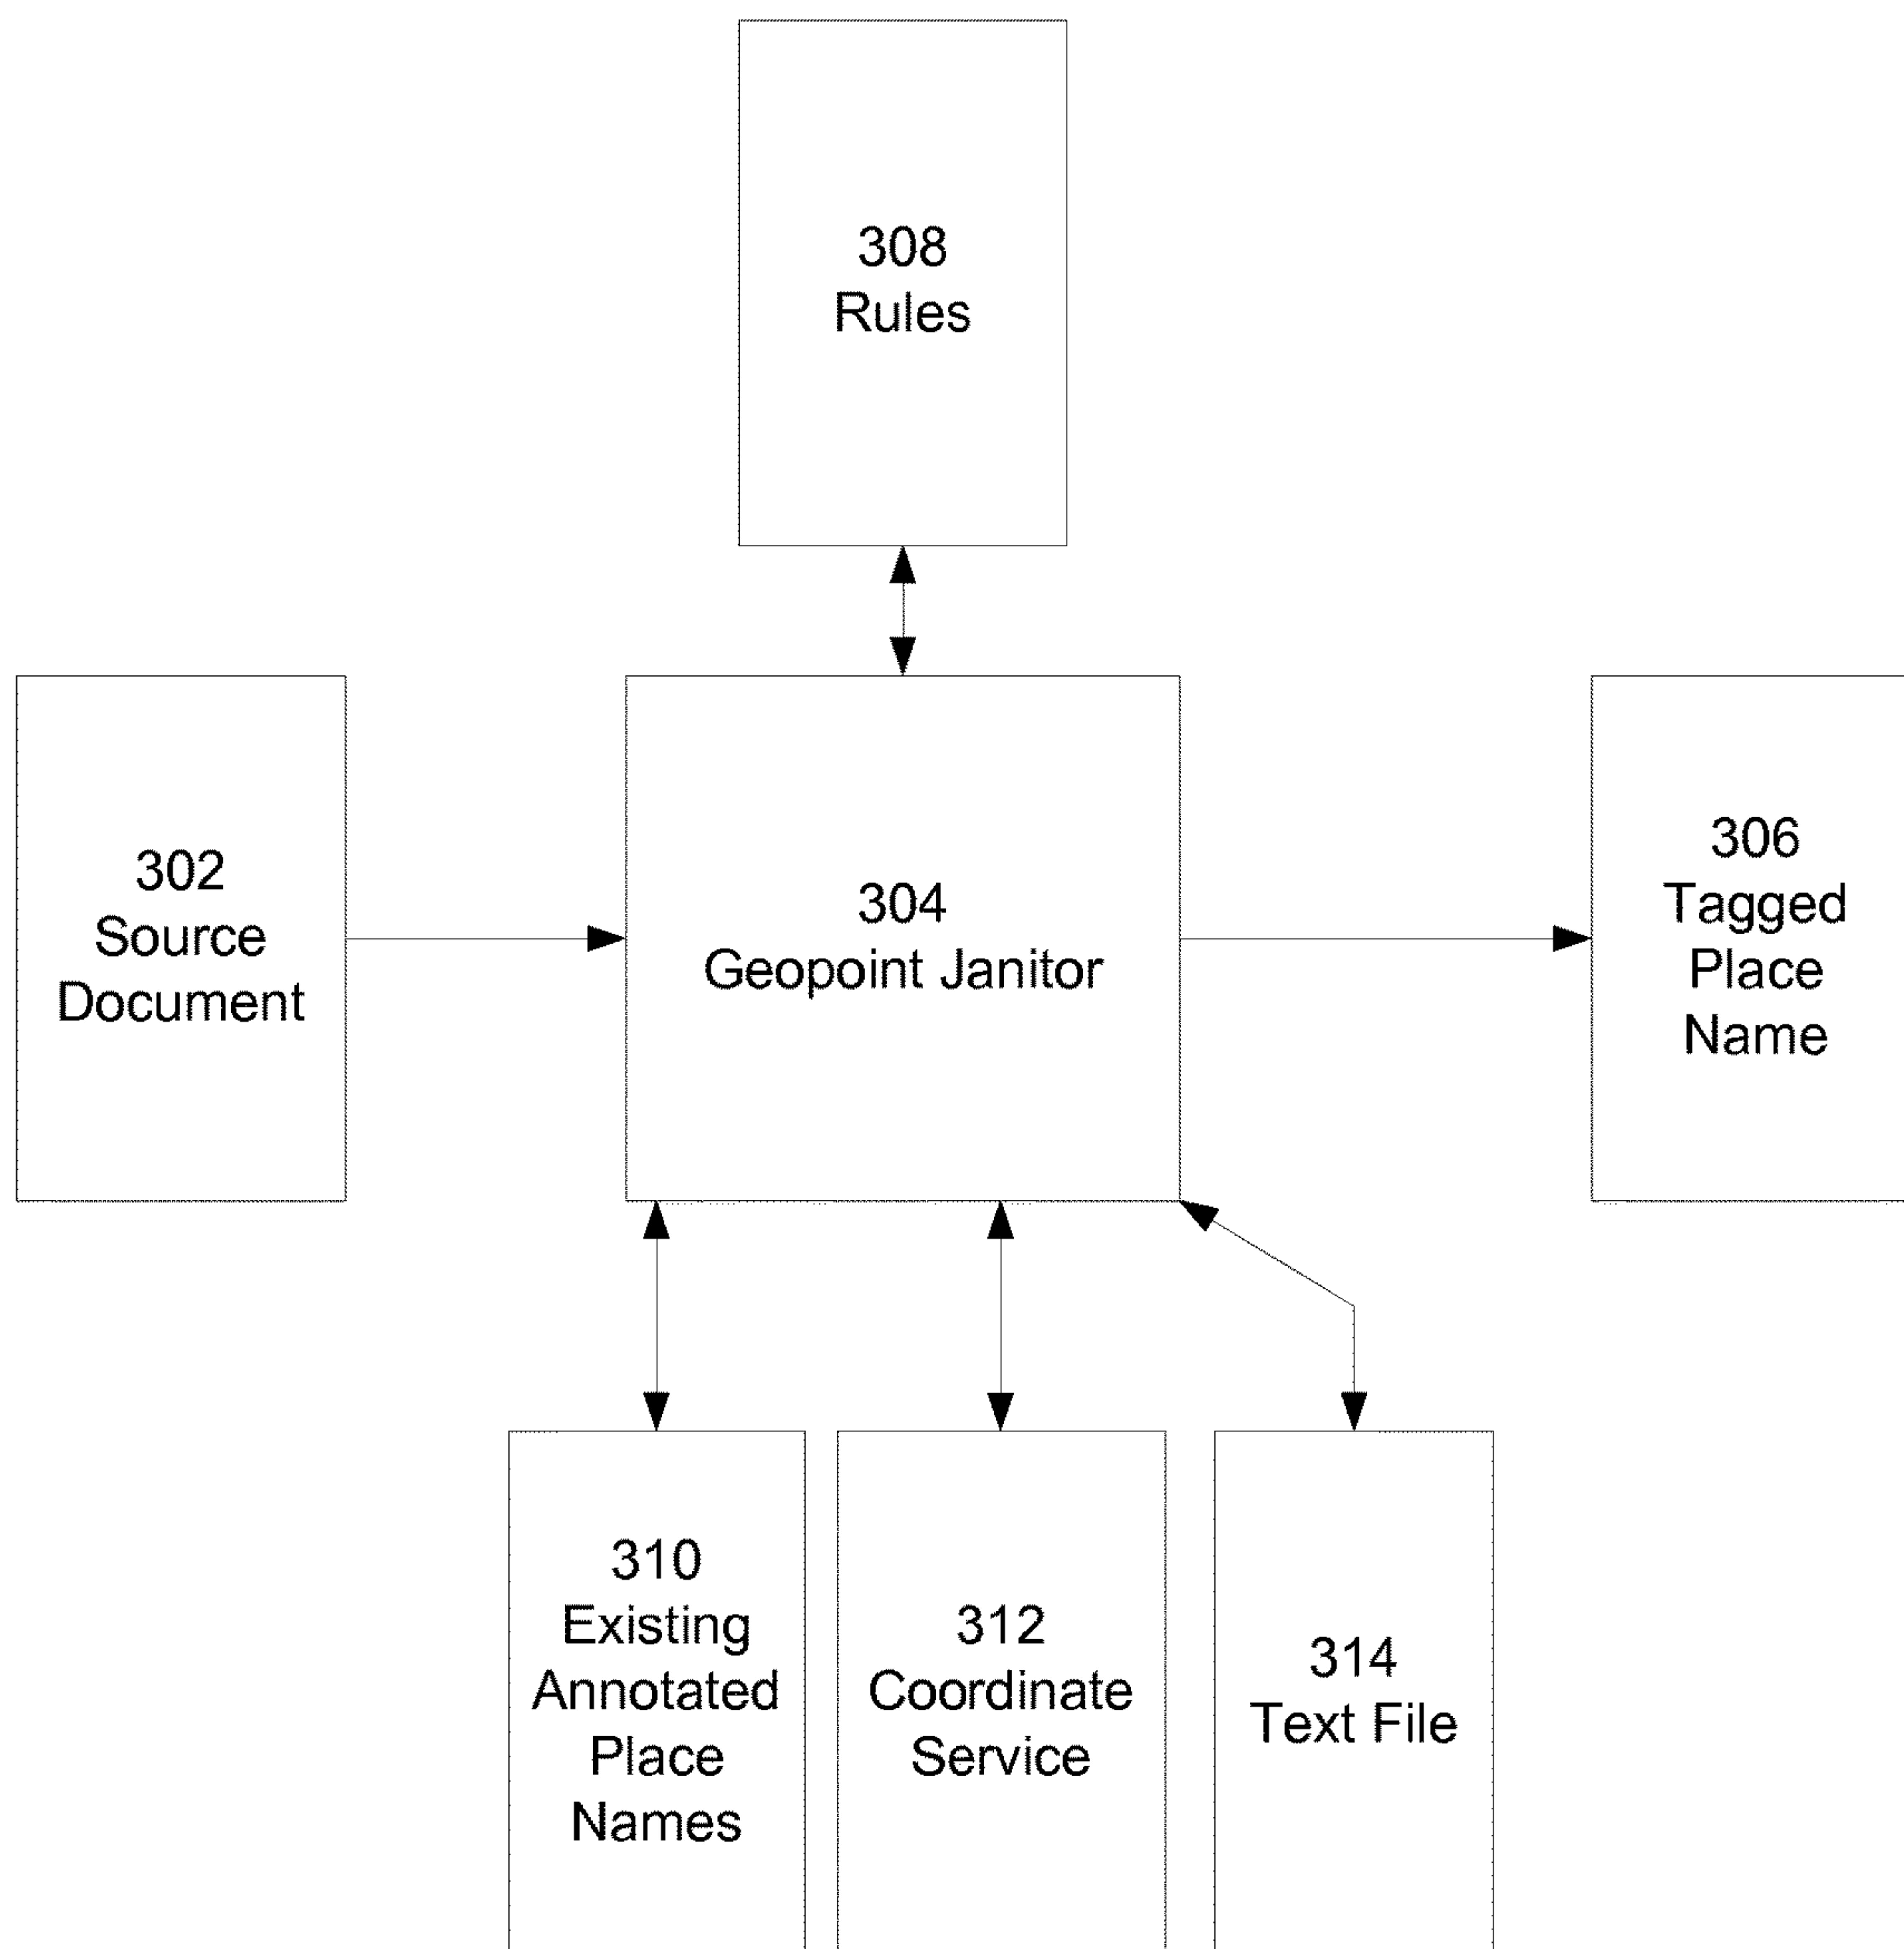 308
Rules
302
Source
Document
304
Geopoint Janitor
306
Tagged
Place
Name
310
Existing
Annotated
Place
Names
312
Coordinate
Service
314
Text File